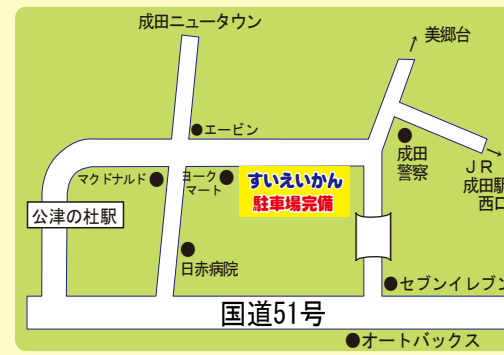 成田ニュータウン
↑
美郷台
エービン
成田
警察
→
JR
成田駅
西口
マクドナルド
ヨーク
マート
すいえいかん
駐車場完備
公津の杜駅
日赤病院
セブンイレブン
国道51号
オートバックス